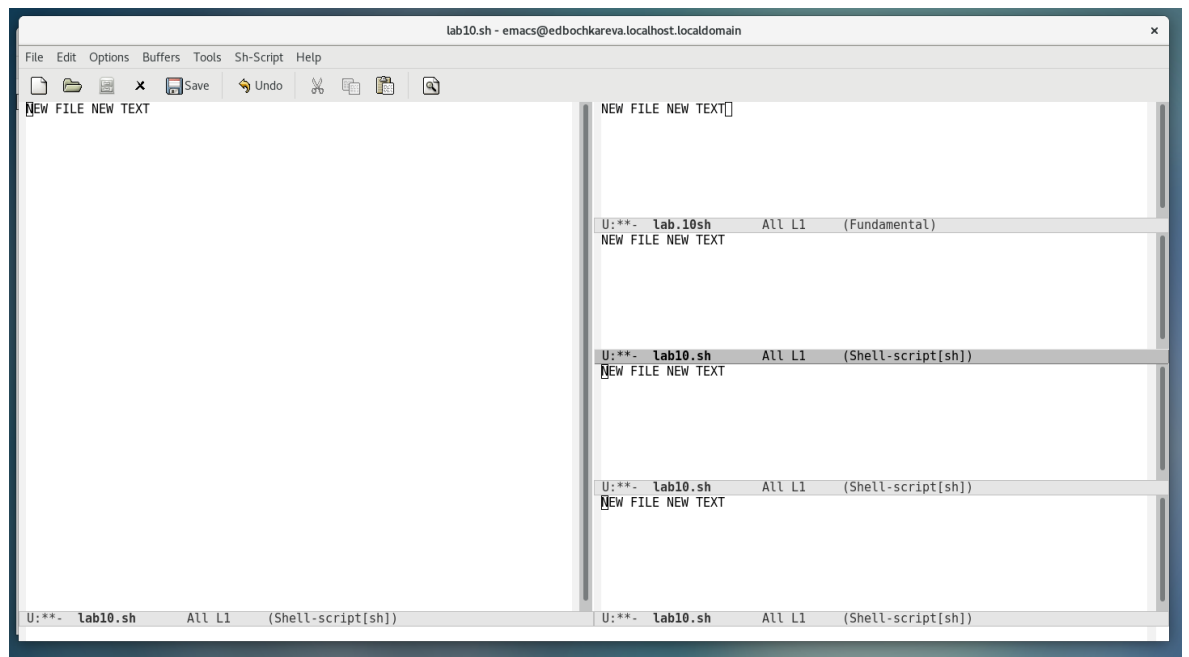 lab10.sh - emacs@edbochkareva.localhost.localdomain ×
File Edit Options Buffers Tools Sh-Script Help
Save Undo
NEW FILE NEW TEXT
U:**- lab10.sh All L1 (Shell-script[sh])
NEW FILE NEW TEXT
U:**- lab.10sh All L1 (Fundamental)
NEW FILE NEW TEXT
U:**- lab10.sh All L1 (Shell-script[sh])
NEW FILE NEW TEXT
U:**- lab10.sh All L1 (Shell-script[sh])
NEW FILE NEW TEXT
U:**- lab10.sh All L1 (Shell-script[sh])